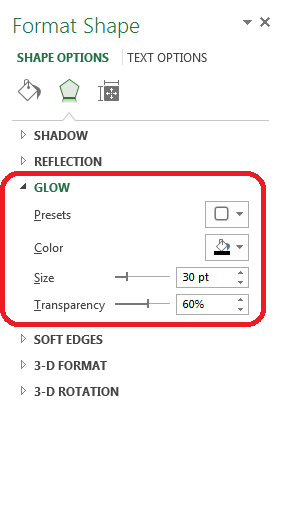 Format Shape
SHAPE OPTIONS TEXT OPTIONS
SHADOW
REFLECTION
GLOW
Presets
Color
Size 30 pt
Transparency 60%
SOFT EDGES
3-D FORMAT
3-D ROTATION